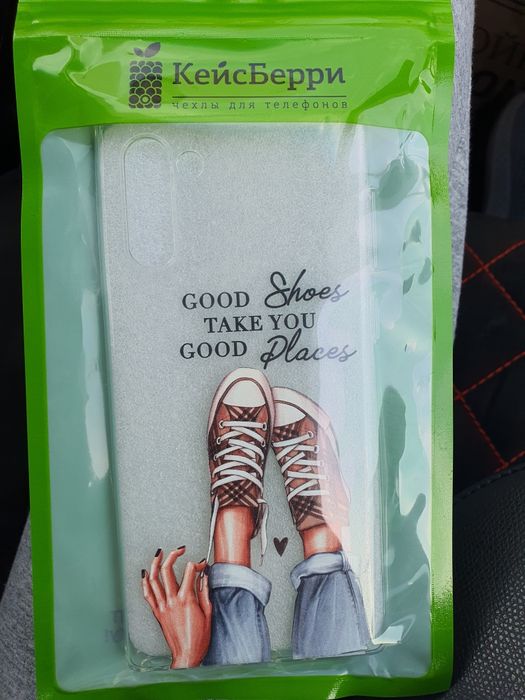 КейсБерри
чехлы для телефонов
GOOD Shoes
TAKE YOU
GOOD Places